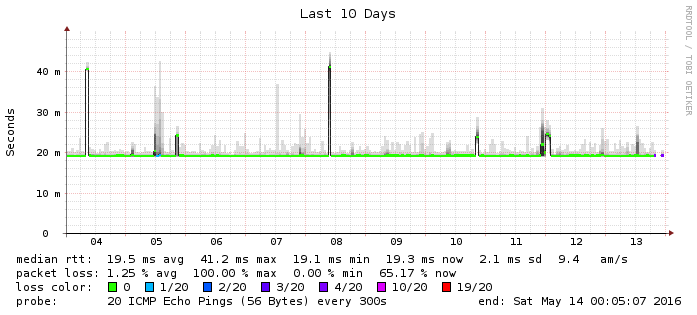 Last 10 Days
RRDTOOL / TOBI OETIKER
Seconds
40 m
30 m
20 m
10 m
0
04 05 06 07 08 09 10 11 12 13
median rtt: 19.5 ms avg 41.2 ms max 19.1 ms min 19.3 ms now 2.1 ms sd 9.4 am/s
packet loss: 1.25 % avg 100.00 % max 0.00 % min 65.17 % now
loss color: 0 1/20 2/20 3/20 4/20 10/20 19/20
probe: 20 ICMP Echo Pings (56 Bytes) every 300s end: Sat May 14 00:05:07 2016